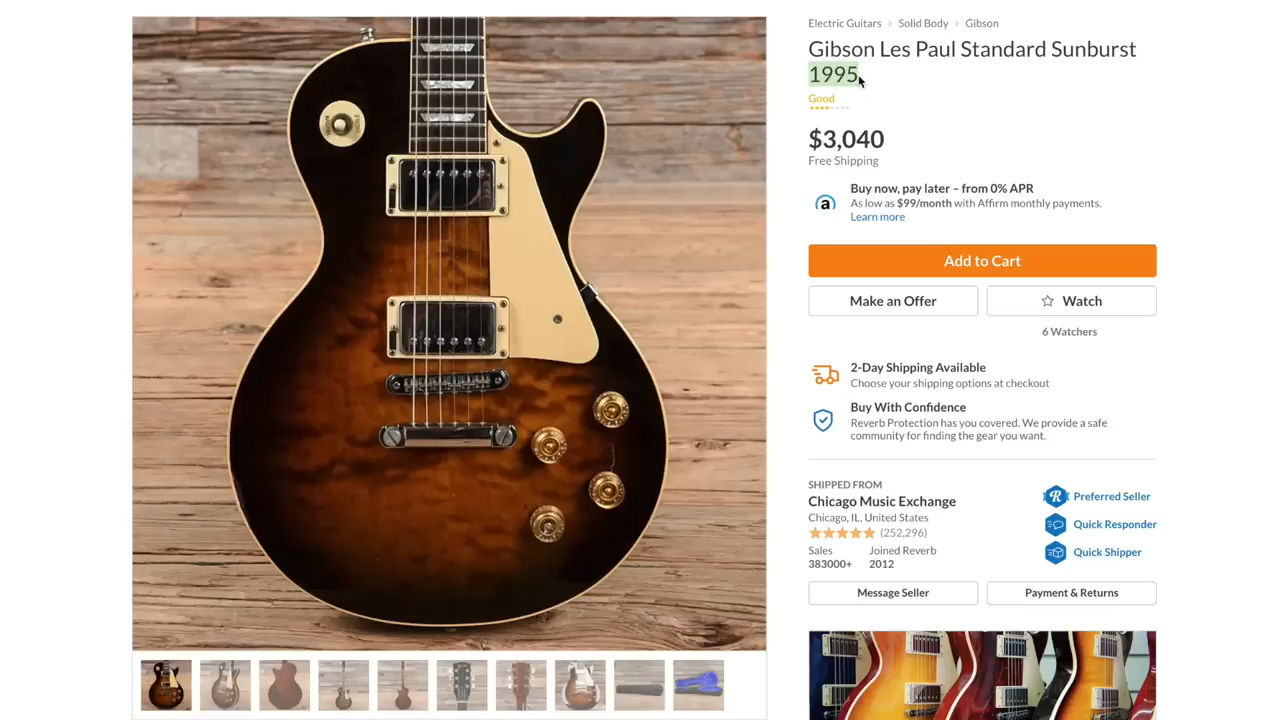 Electric Guitars > Solid Body > Gibson
Gibson Les Paul Standard Sunburst
1995
Good
$3,040
Free Shipping
Buy now, pay later – from 0% APR
As low as $99/month with Affirm monthly payments.
Learn more
Add to Cart
Make an Offer
Watch
6 Watchers
2-Day Shipping Available
Choose your shipping options at checkout
Buy With Confidence
Reverb Protection has you covered. We provide a safe
community for finding the gear you want.
SHIPPED FROM
Chicago Music Exchange
Chicago, IL, United States
(252,296)
Sales
383000+
Joined Reverb
2012
Preferred Seller
Quick Responder
Quick Shipper
Message Seller
Payment & Returns